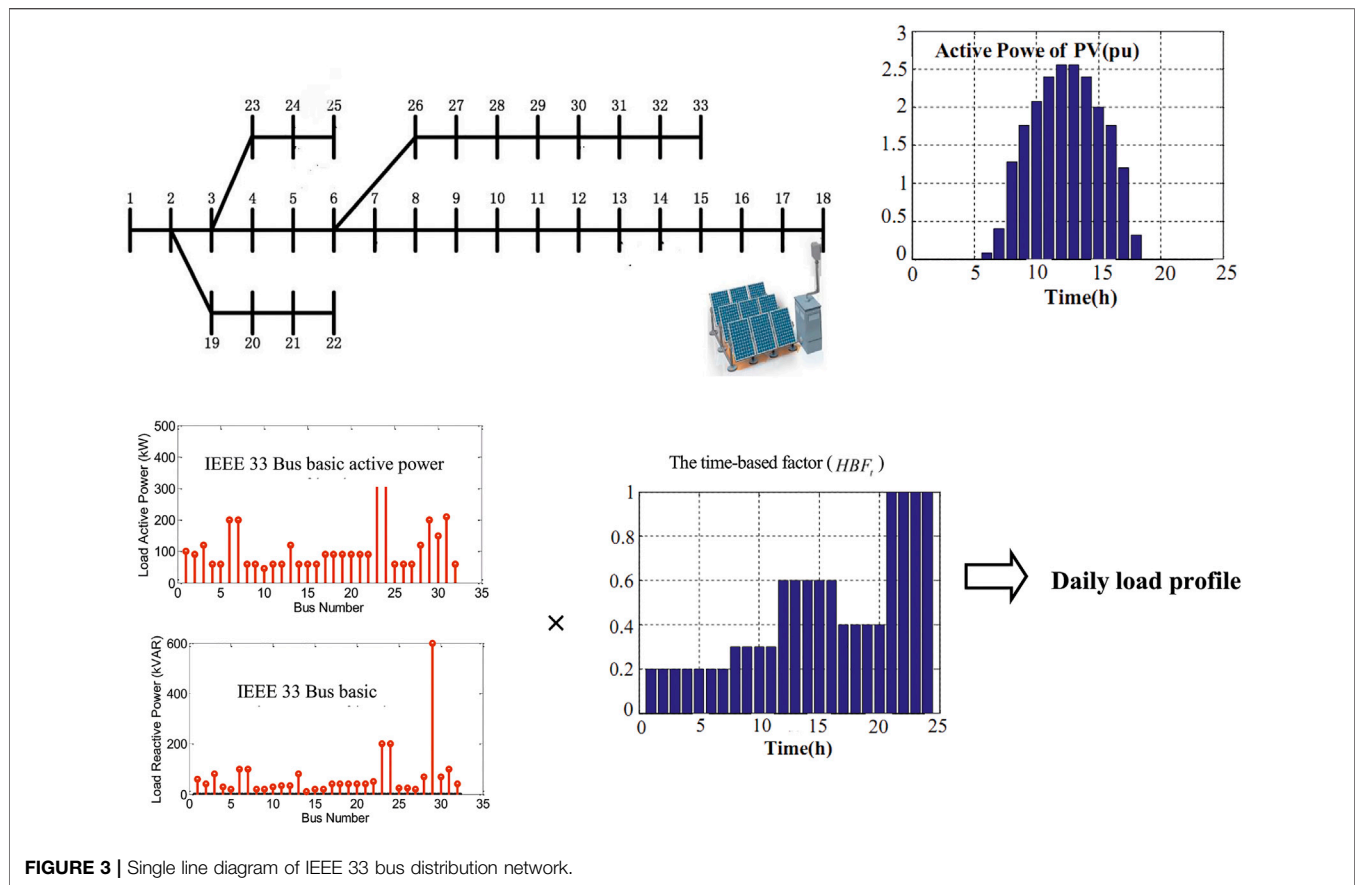 23 24 25
26 27 28 29 30 31 32 33
1 2 3 4 5 6 7 8 9 10 11 12 13 14 15 16 17 18
19 20 21 22
Active Powe of PV(pu)
3
2.5
2
1.5
1
0.5
0
0 5 10 15 20 25
Time(h)
IEEE 33 Bus basic active power
Load Active Power (kW)
500
400
300
200
100
0
0 5 10 15 20 25 30 35
Bus Number
IEEE 33 Bus basic
Load Reactive Power (kVAR)
600
400
200
0
0 5 10 15 20 25 30 35
Bus Number
×
The time-based factor ( HBFt )
1
0.8
0.6
0.4
0.2
0
0 5 10 15 20 25
Time(h)
Daily load profile
FIGURE 3 | Single line diagram of IEEE 33 bus distribution network.